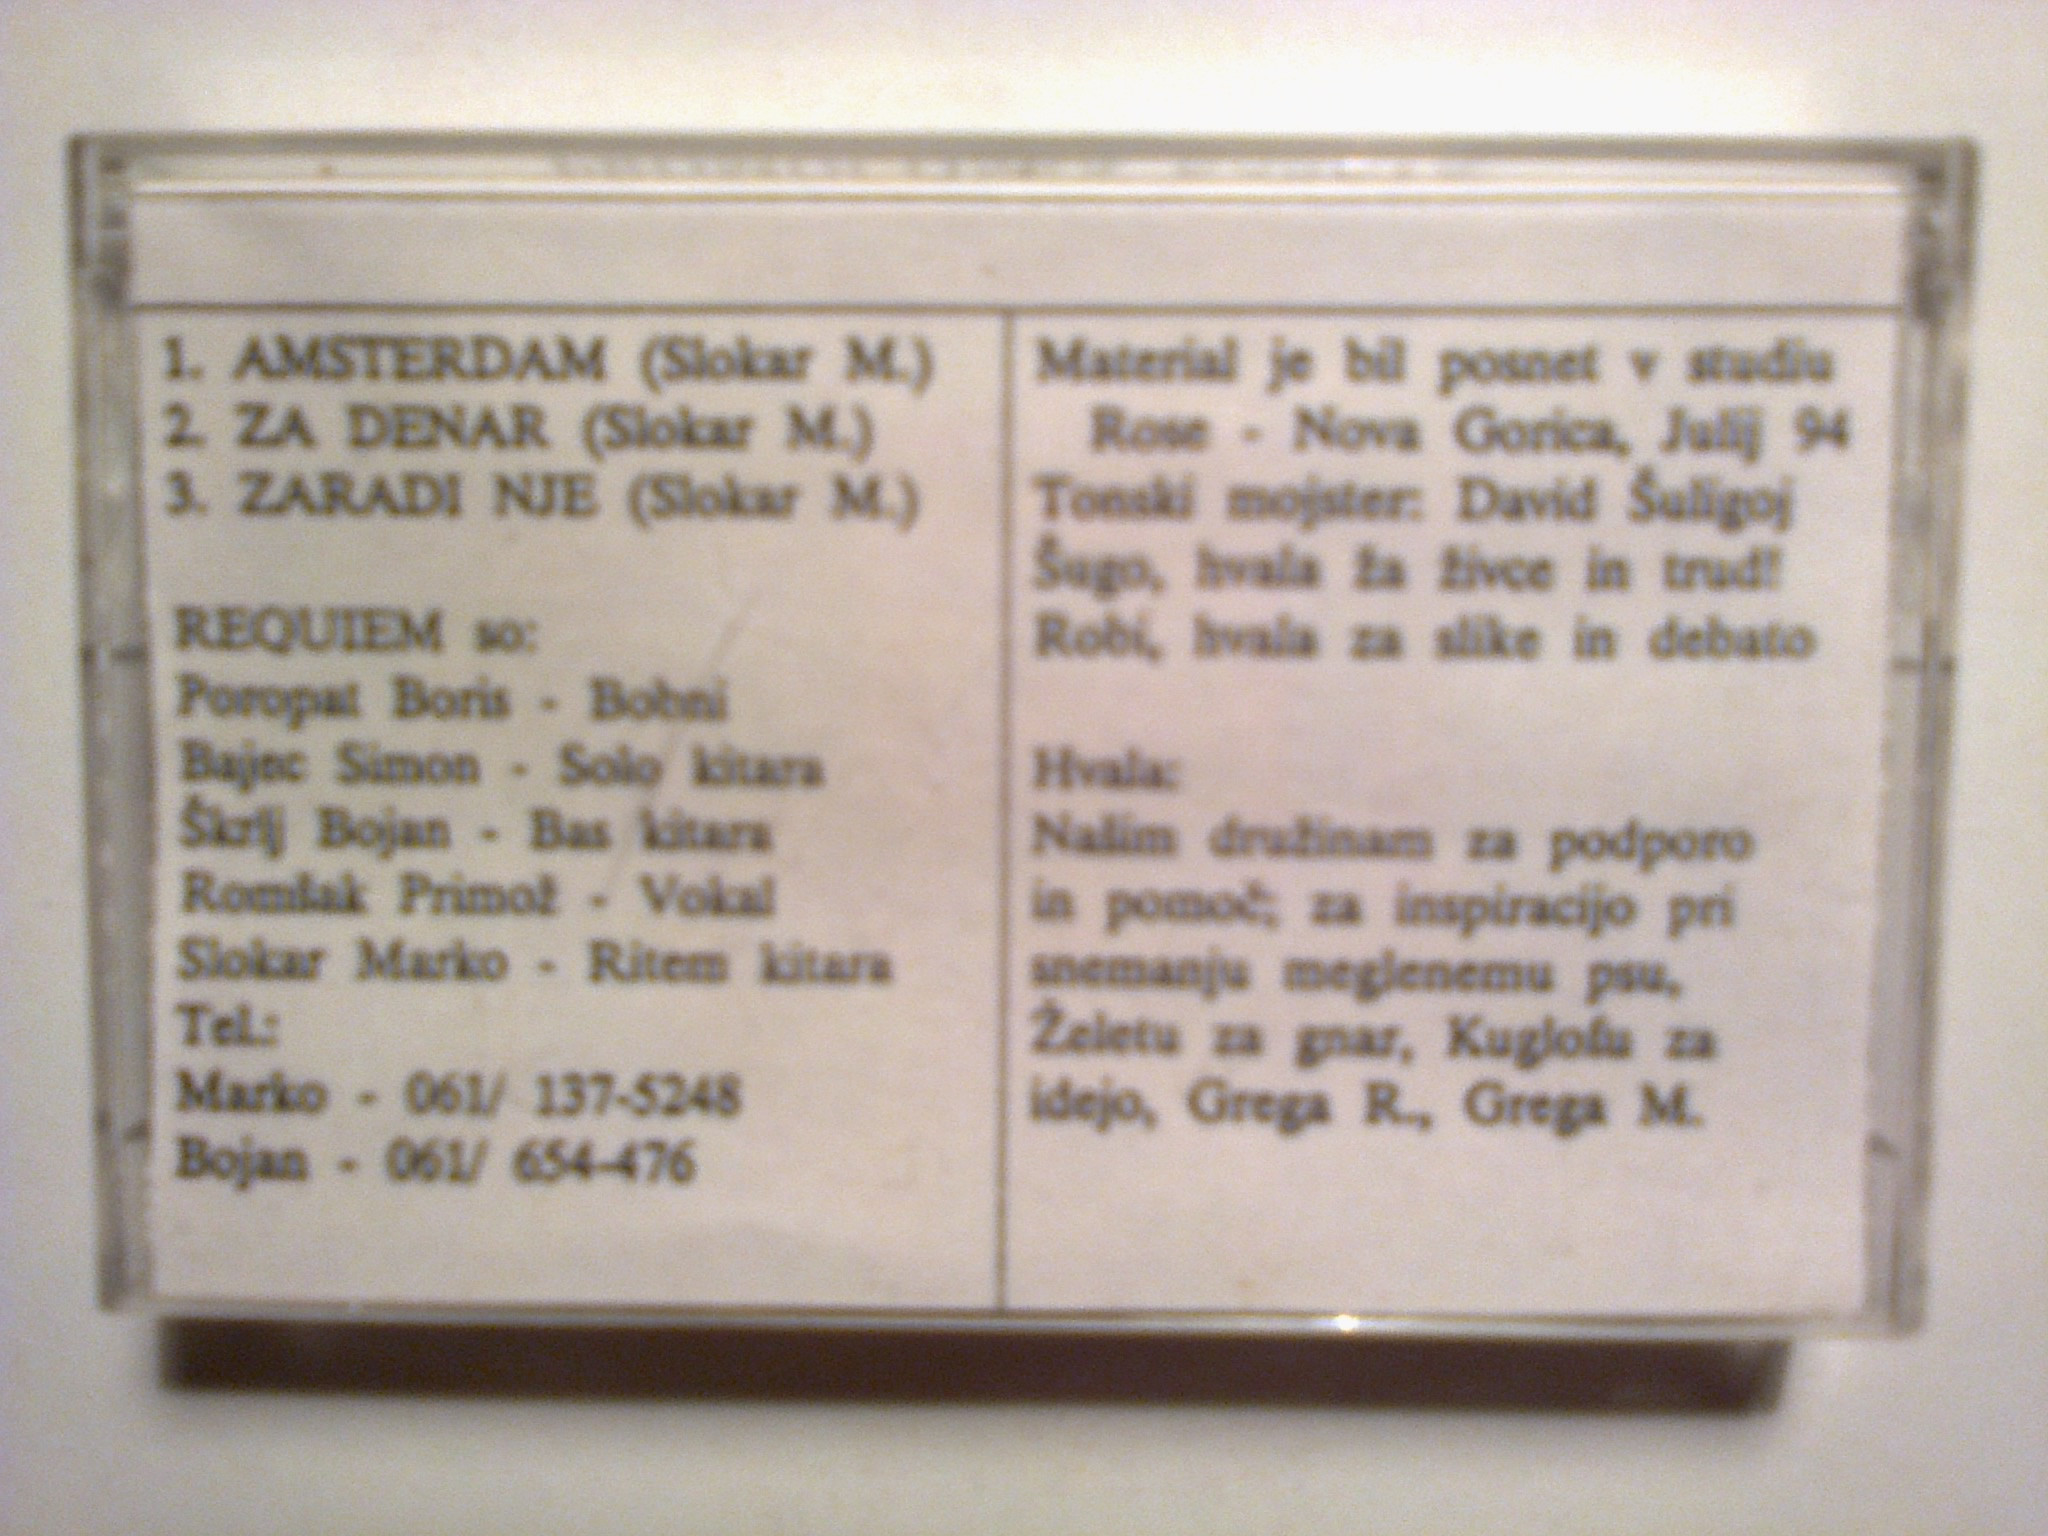 1. AMSTERDAM (Slokar M.)
2. ZA DENAR (Slokar M.)
3. ZARADI NJE (Slokar M.)
REQUIEM so:
Poropat Boris - Bobni
Bajec Simon - Solo kitara
Škrlj Bojan - Bas kitara
Romšak Primož - Vokal
Slokar Marko - Ritem kitara
Tel.:
Marko - 061/ 137-5248
Bojan - 061/ 654-476
Material je bil posnet v studiu
Rose - Nova Gorica, Julij 94
Tonski mojster: David Šuligoj
Šugo, hvala ža živce in trud!
Robi, hvala za slike in debato
Hvala:
Našim družinam za podporo
in pomoč; za inspiracijo pri
snemanju meglenemu psu,
Želetu za gnar, Kuglofu za
idejo, Grega R., Grega M.